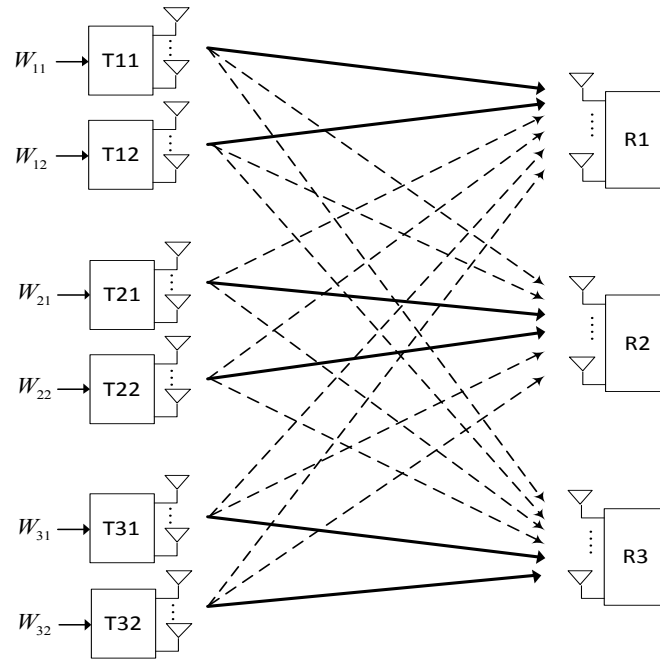 W₁₁ T11
W₁₂ T12
R1
W₂₁ T21
W₂₂ T22
R2
W₃₁ T31
W₃₂ T32
R3